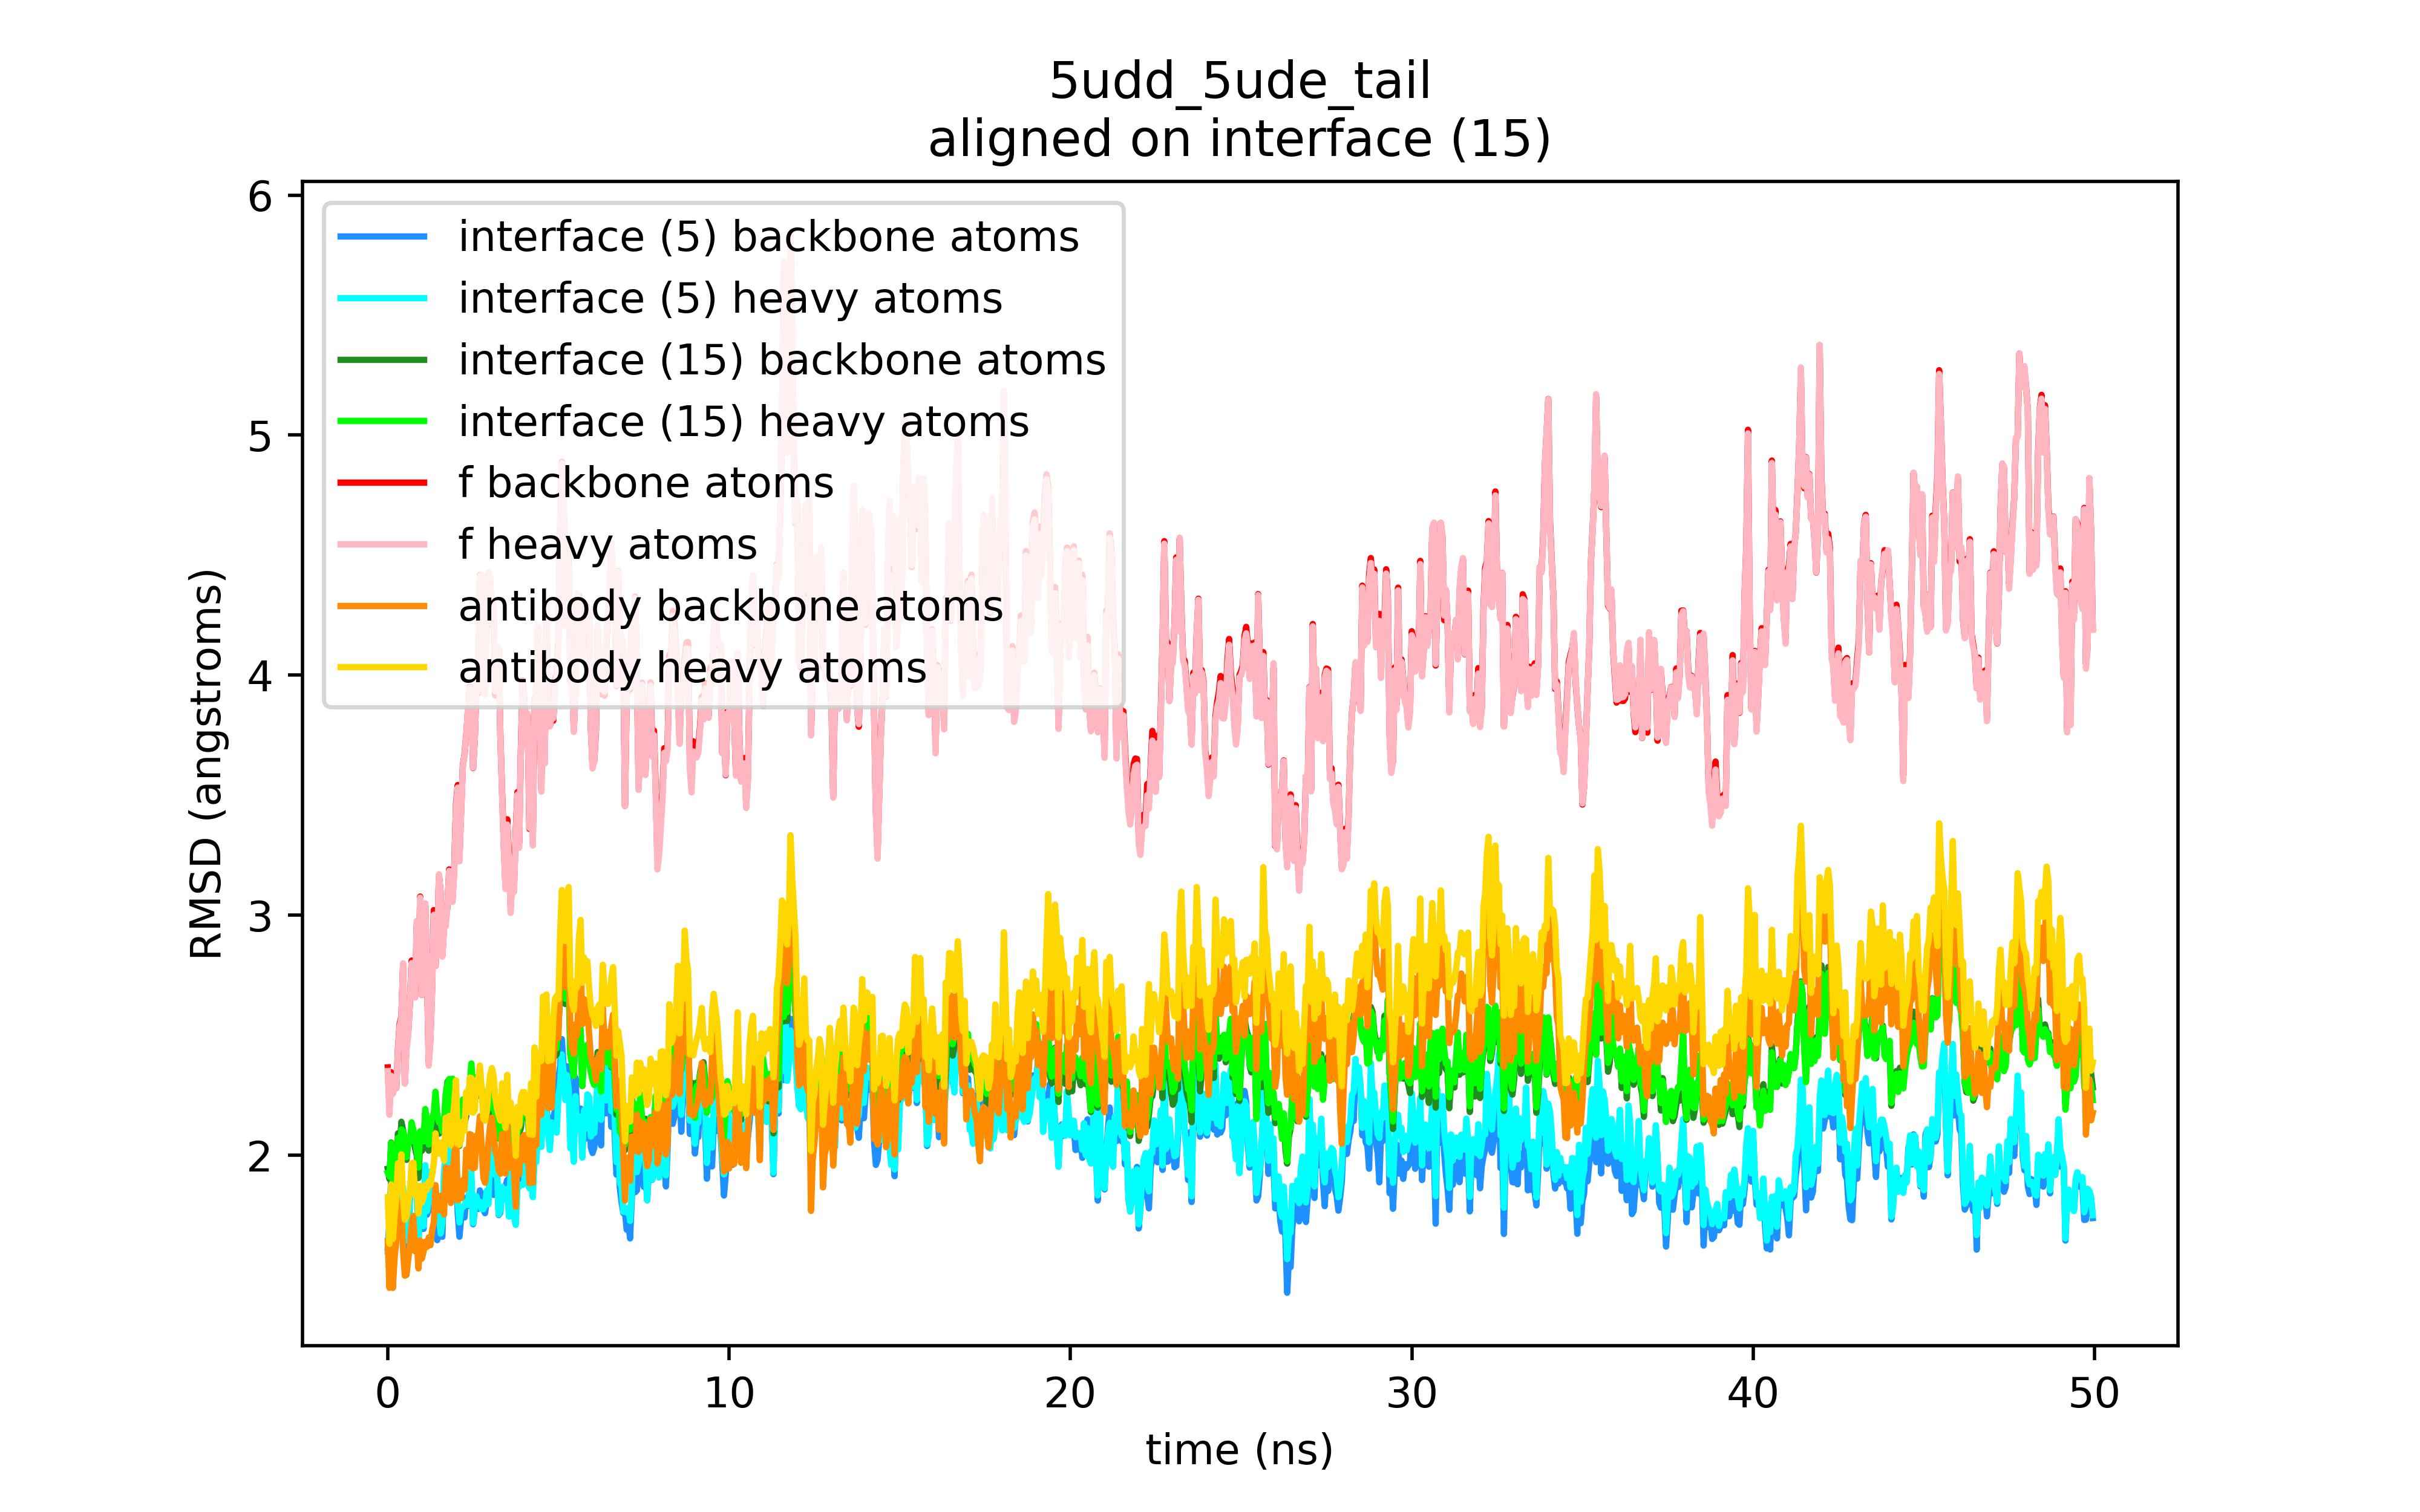 5udd_5ude_tail
aligned on interface (15)
6
5
4
3
2
RMSD (angstroms)
interface (5) backbone atoms
interface (5) heavy atoms
interface (15) backbone atoms
interface (15) heavy atoms
f backbone atoms
f heavy atoms
antibody backbone atoms
antibody heavy atoms
0 10 20 30 40 50
time (ns)